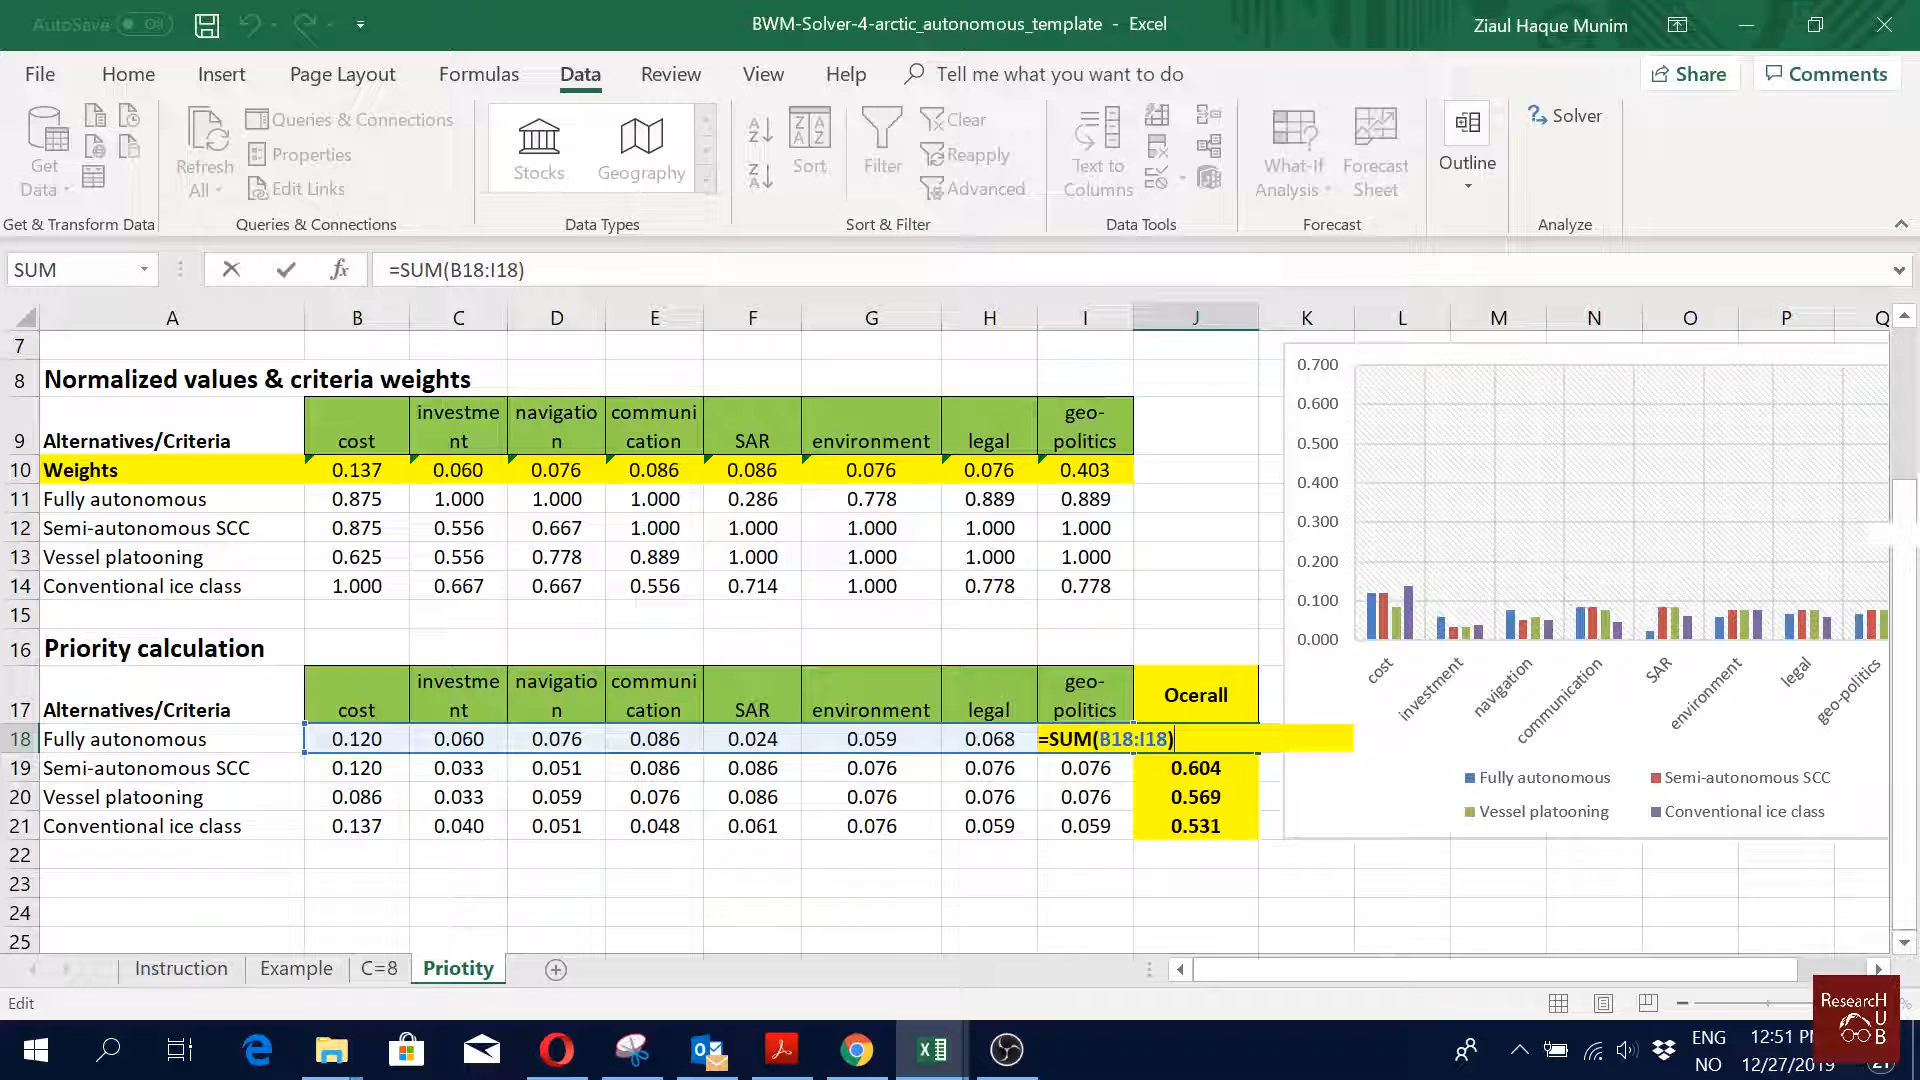 AutoSave Off
BWM-Solver-4-arctic_autonomous_template - Excel
Ziaul Haque Munim
File Home Insert Page Layout Formulas Data Review View Help Tell me what you want to do Share Comments
Get Data
Refresh All
Queries & Connections
Properties
Edit Links
Stocks
Geography
Sort
Filter
Clear
Reapply
Advanced
Text to Columns
What-If Analysis
Forecast Sheet
Outline
Solver
Get & Transform Data
Queries & Connections
Data Types
Sort & Filter
Data Tools
Forecast
Analyze
SUM fx =SUM(B18:I18)
A B C D E F G H I J K L M N O P Q
7
8 Normalized values & criteria weights
investme navigatio communi geo-
9 Alternatives/Criteria cost nt n cation SAR environment legal politics
10 Weights 0.137 0.060 0.076 0.086 0.086 0.076 0.076 0.403
11 Fully autonomous 0.875 1.000 1.000 1.000 0.286 0.778 0.889 0.889
12 Semi-autonomous SCC 0.875 0.556 0.667 1.000 1.000 1.000 1.000 1.000
13 Vessel platooning 0.625 0.556 0.778 0.889 1.000 1.000 1.000 1.000
14 Conventional ice class 1.000 0.667 0.667 0.556 0.714 1.000 0.778 0.778
15
16 Priority calculation
investme navigatio communi geo-
17 Alternatives/Criteria cost nt n cation SAR environment legal politics Ocerall
18 Fully autonomous 0.120 0.060 0.076 0.086 0.024 0.059 0.068 =SUM(B18:I18)
19 Semi-autonomous SCC 0.120 0.033 0.051 0.086 0.086 0.076 0.076 0.076 0.604
20 Vessel platooning 0.086 0.033 0.059 0.076 0.086 0.076 0.076 0.076 0.569
21 Conventional ice class 0.137 0.040 0.051 0.048 0.061 0.076 0.059 0.059 0.531
22
23
24
25
0.700
0.600
0.500
0.400
0.300
0.200
0.100
0.000
cost
investment
navigation
communication
SAR
environment
legal
geo-politics
Fully autonomous
Semi-autonomous SCC
Vessel platooning
Conventional ice class
Instruction Example C=8 Priotity
Edit
ResearcH
U
B
ENG
NO
12:51
12/27/2019